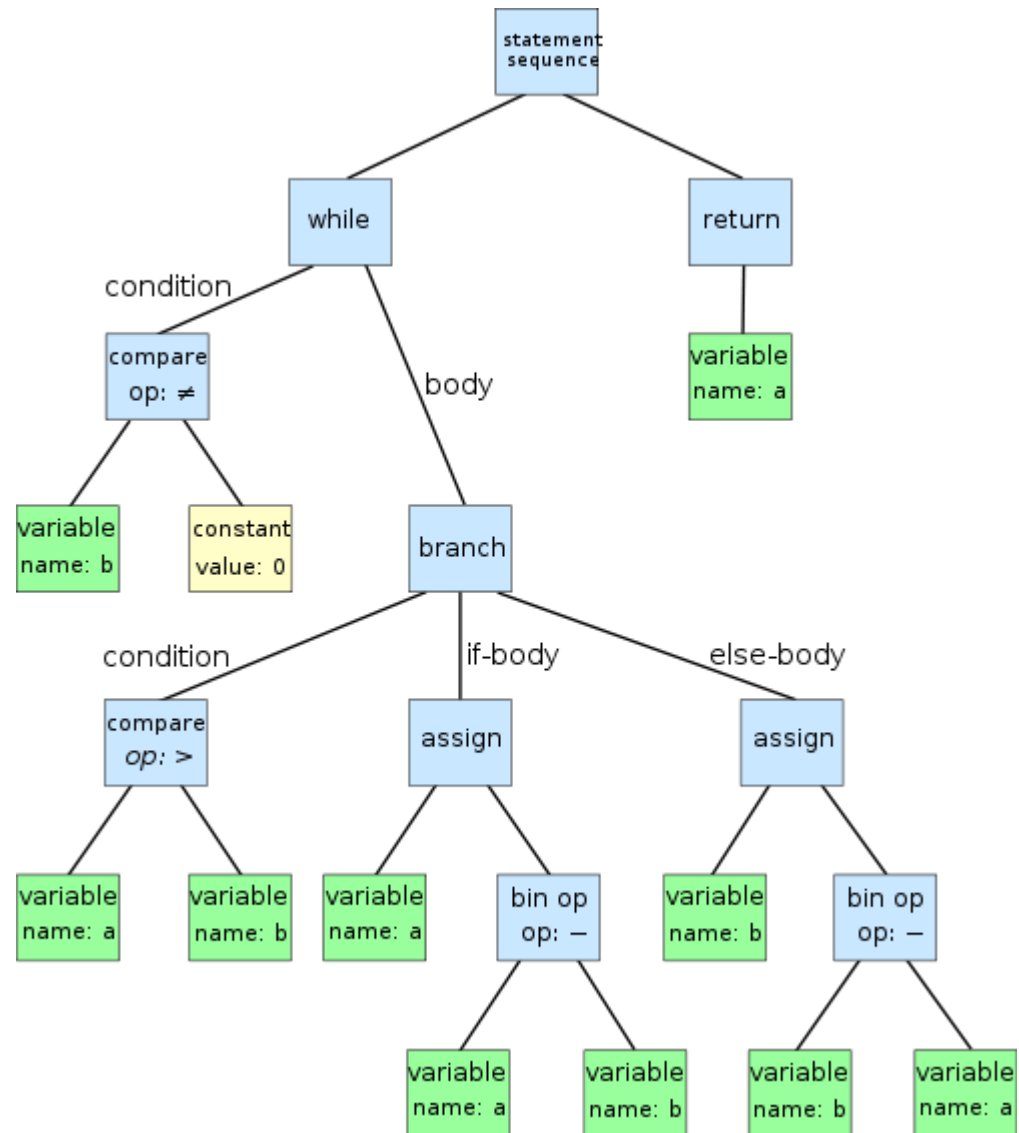 statement
sequence
while
return
condition
compare
op: ≠
body
variable
name: a
variable
name: b
constant
value: 0
branch
condition
if-body
else-body
compare
op: >
assign
assign
variable
name: a
variable
name: b
variable
name: a
bin op
op: −
variable
name: b
bin op
op: −
variable
name: a
variable
name: b
variable
name: b
variable
name: a